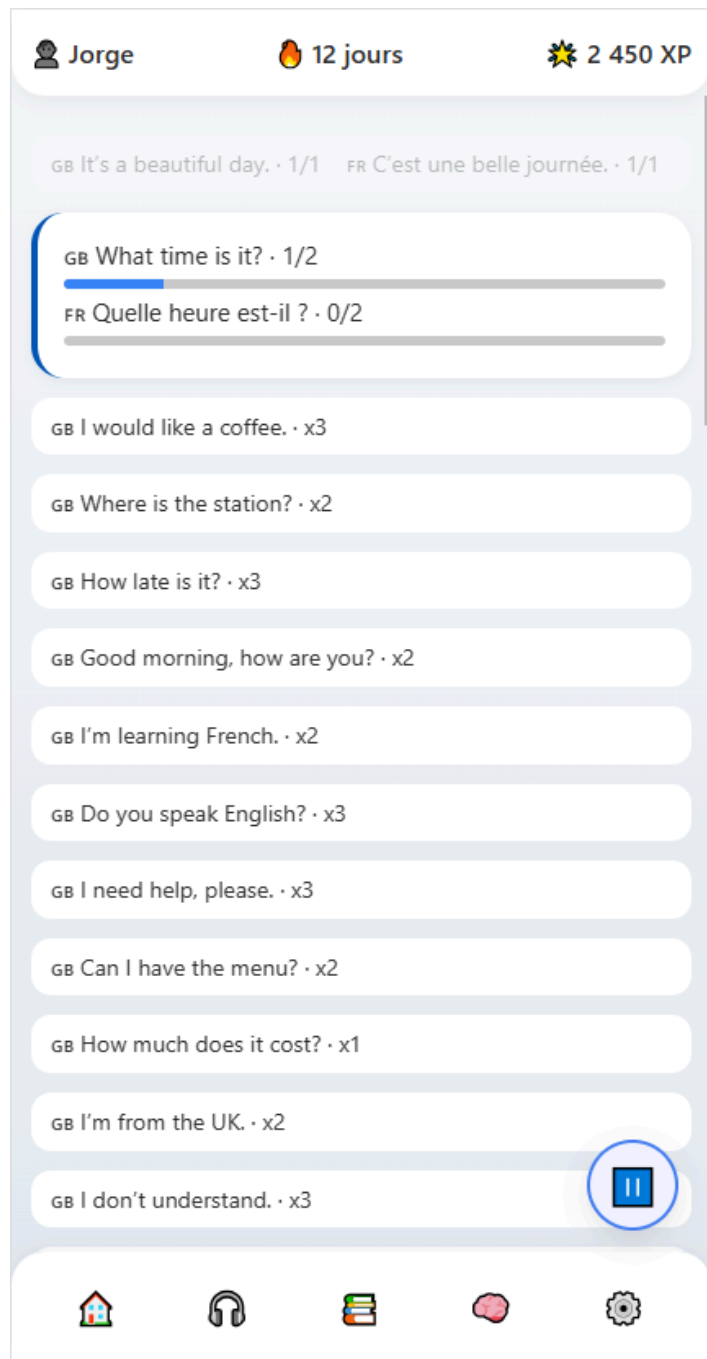 Jorge 12 jours 2 450 XP
GB It's a beautiful day. · 1/1 FR C'est une belle journée. · 1/1
GB What time is it? · 1/2
FR Quelle heure est-il ? · 0/2
GB I would like a coffee. · x3
GB Where is the station? · x2
GB How late is it? · x3
GB Good morning, how are you? · x2
GB I'm learning French. · x2
GB Do you speak English? · x3
GB I need help, please. · x3
GB Can I have the menu? · x2
GB How much does it cost? · x1
GB I'm from the UK. · x2
GB I don't understand. · x3